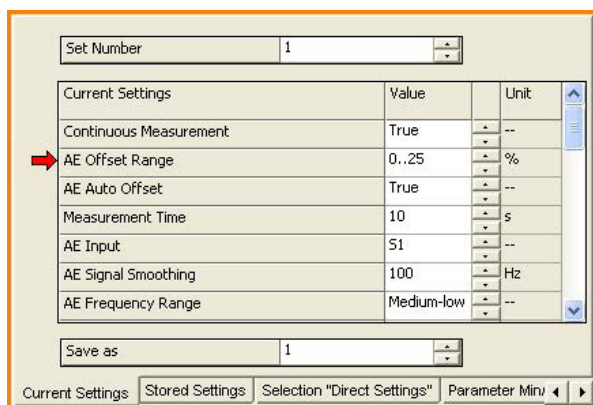 Set Number 1
Current Settings Value Unit
Continuous Measurement True --
AE Offset Range 0..25 %
AE Auto Offset True --
Measurement Time 10 s
AE Input S1 --
AE Signal Smoothing 100 Hz
AE Frequency Range Medium-low --
Save as 1
Current Settings Stored Settings Selection "Direct Settings" Parameter Min/